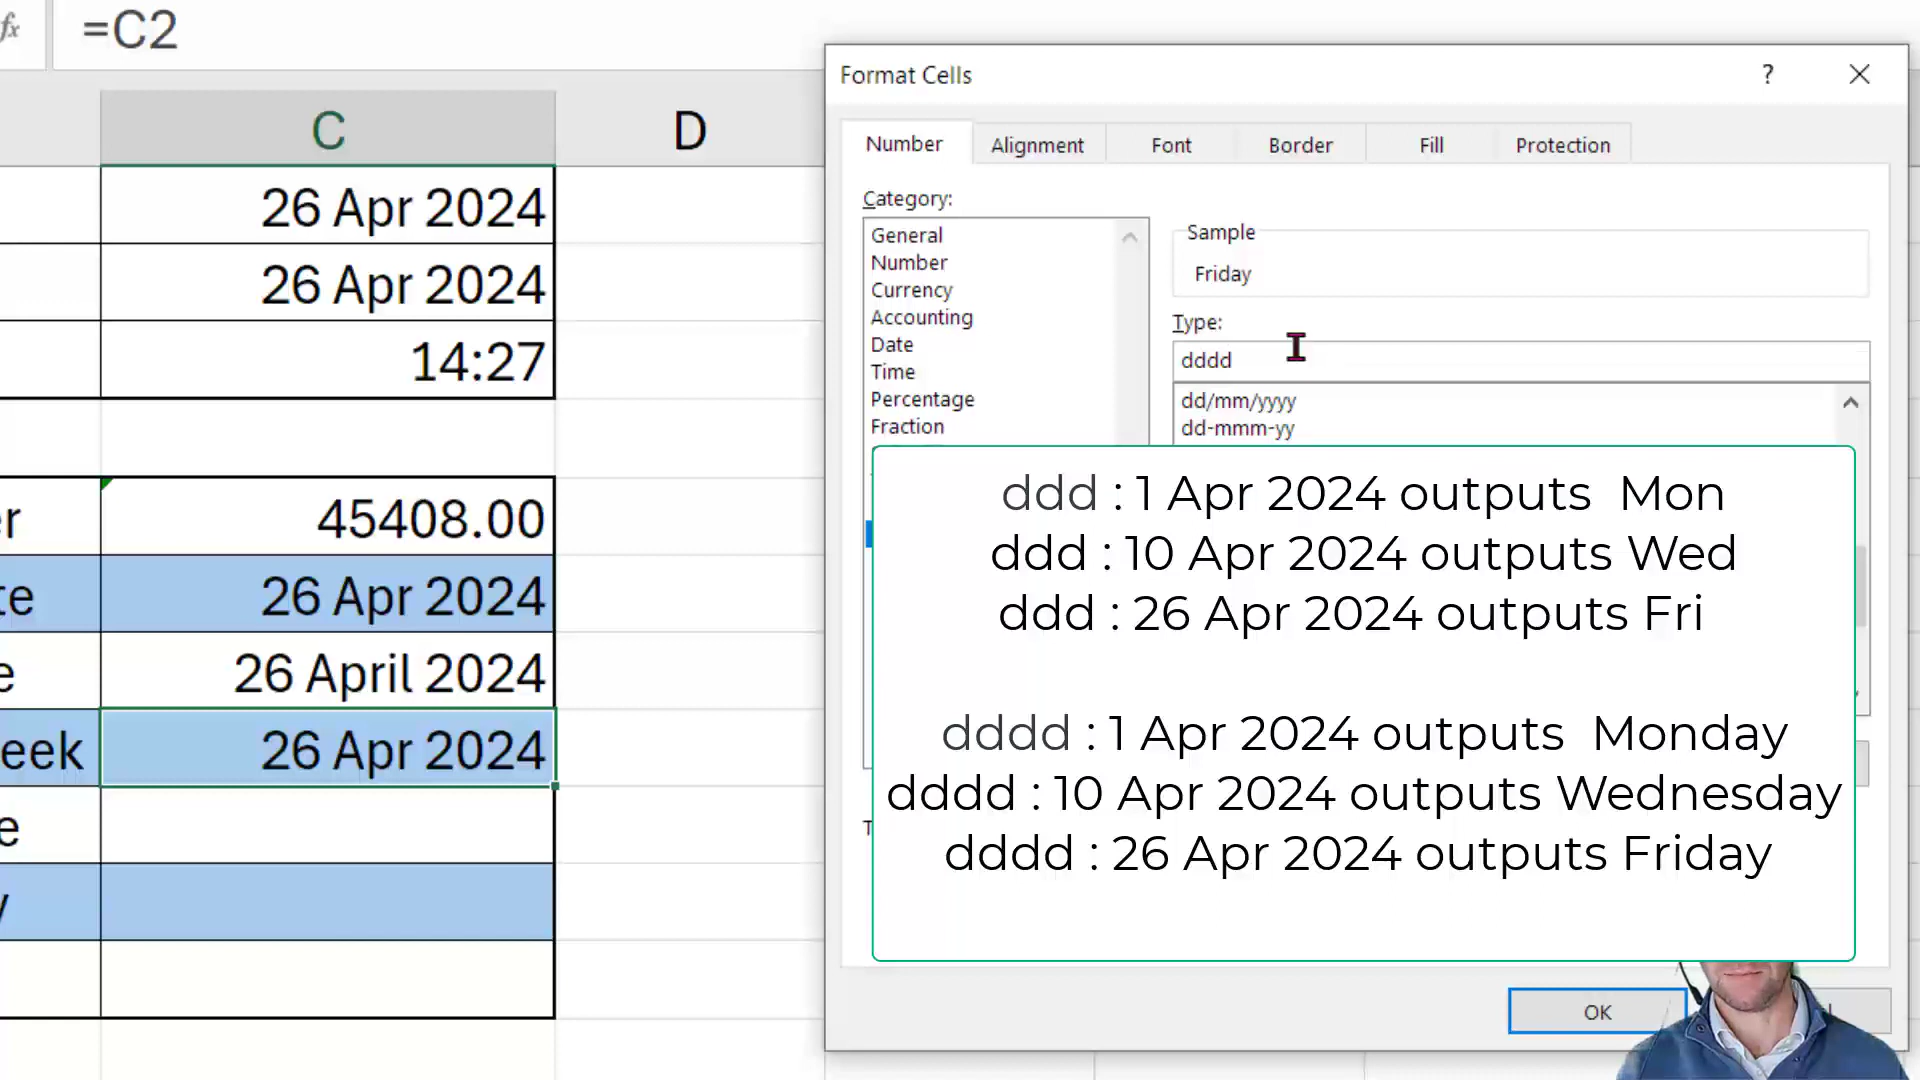 fx
=C2
C
D
26 Apr 2024
26 Apr 2024
14:27
er
45408.00
te
26 Apr 2024
e
26 April 2024
eek
26 Apr 2024
e
y
Format Cells
?
Number
Alignment
Font
Border
Fill
Protection
Category:
General
Number
Currency
Accounting
Date
Time
Percentage
Fraction
Sample
Friday
Type:
dddd
dd/mm/yyyy
dd-mmm-yy
ddd : 1 Apr 2024 outputs Mon
ddd : 10 Apr 2024 outputs Wed
ddd : 26 Apr 2024 outputs Fri
dddd : 1 Apr 2024 outputs Monday
dddd : 10 Apr 2024 outputs Wednesday
dddd : 26 Apr 2024 outputs Friday
OK